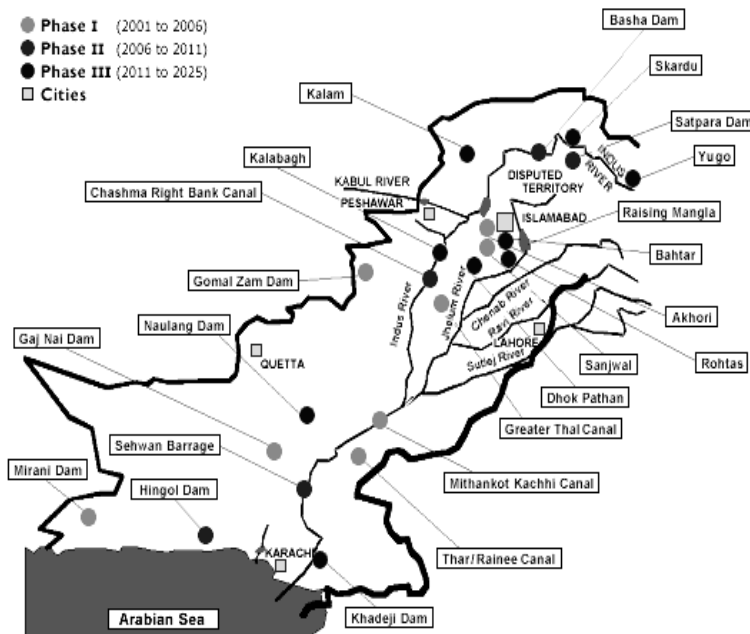 Phase I (2001 to 2006)
Phase II (2006 to 2011)
Phase III (2011 to 2025)
Cities
Basha Dam
Skardu
Kalam
Satpara Dam
Kalabagh
Yugo
INDUS RIVER
DISPUTED TERRITORY
Chashma Right Bank Canal
KABUL RIVER
PESHAWAR
ISLAMABAD
Raising Mangla
Bahtar
Gomal Zam Dam
Indus River
Jhelum River
Chenab River
Ravi River
Akhori
Naulang Dam
Gaj Nai Dam
LAHORE
Sutlej River
QUETTA
Sanjwal
Rohtas
Dhok Pathan
Greater Thal Canal
Sehwan Barrage
Mirani Dam
Hingol Dam
Mithankot Kachhi Canal
KARACHI
Thar/Rainee Canal
Khadeji Dam
Arabian Sea